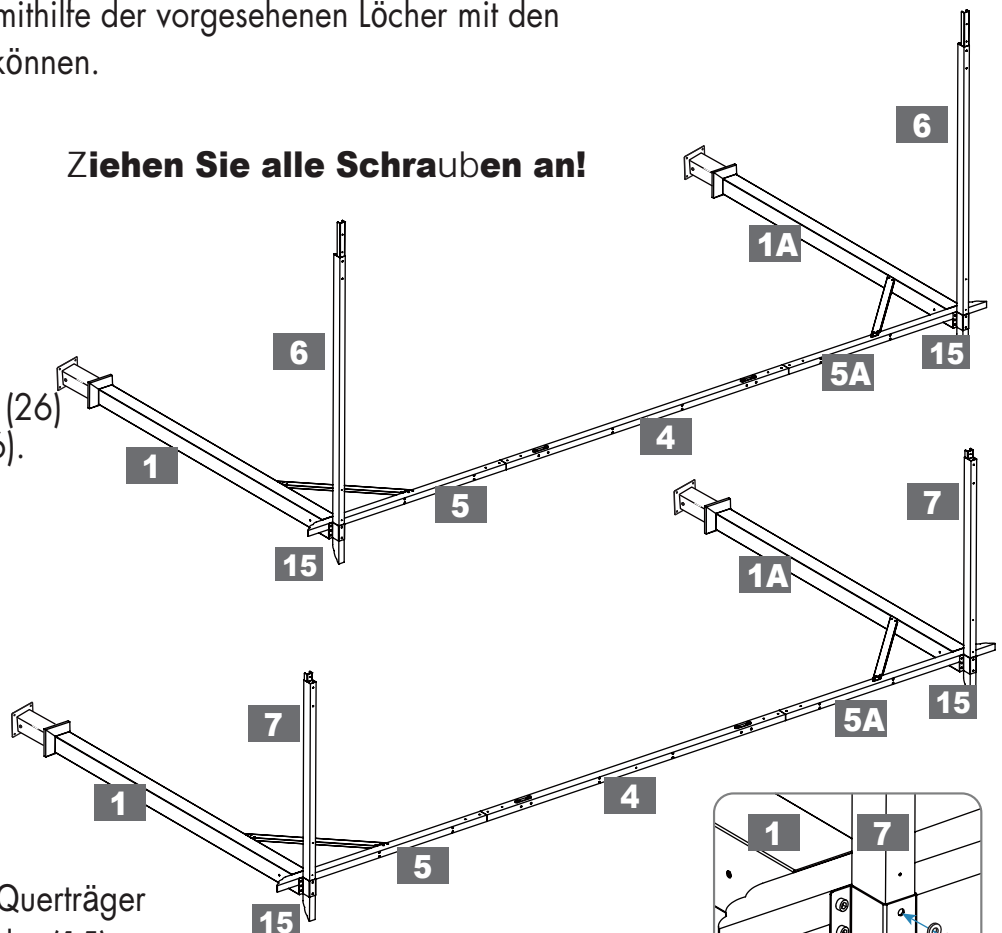 mithilfe der vorgesehenen Löcher mit den
können.
Ziehen Sie alle Schrauben an!
6
1A
15
5A
4
6
1
5
15
(26)
7
1A
15
5A
4
7
1
5
15
1 7
Querträger